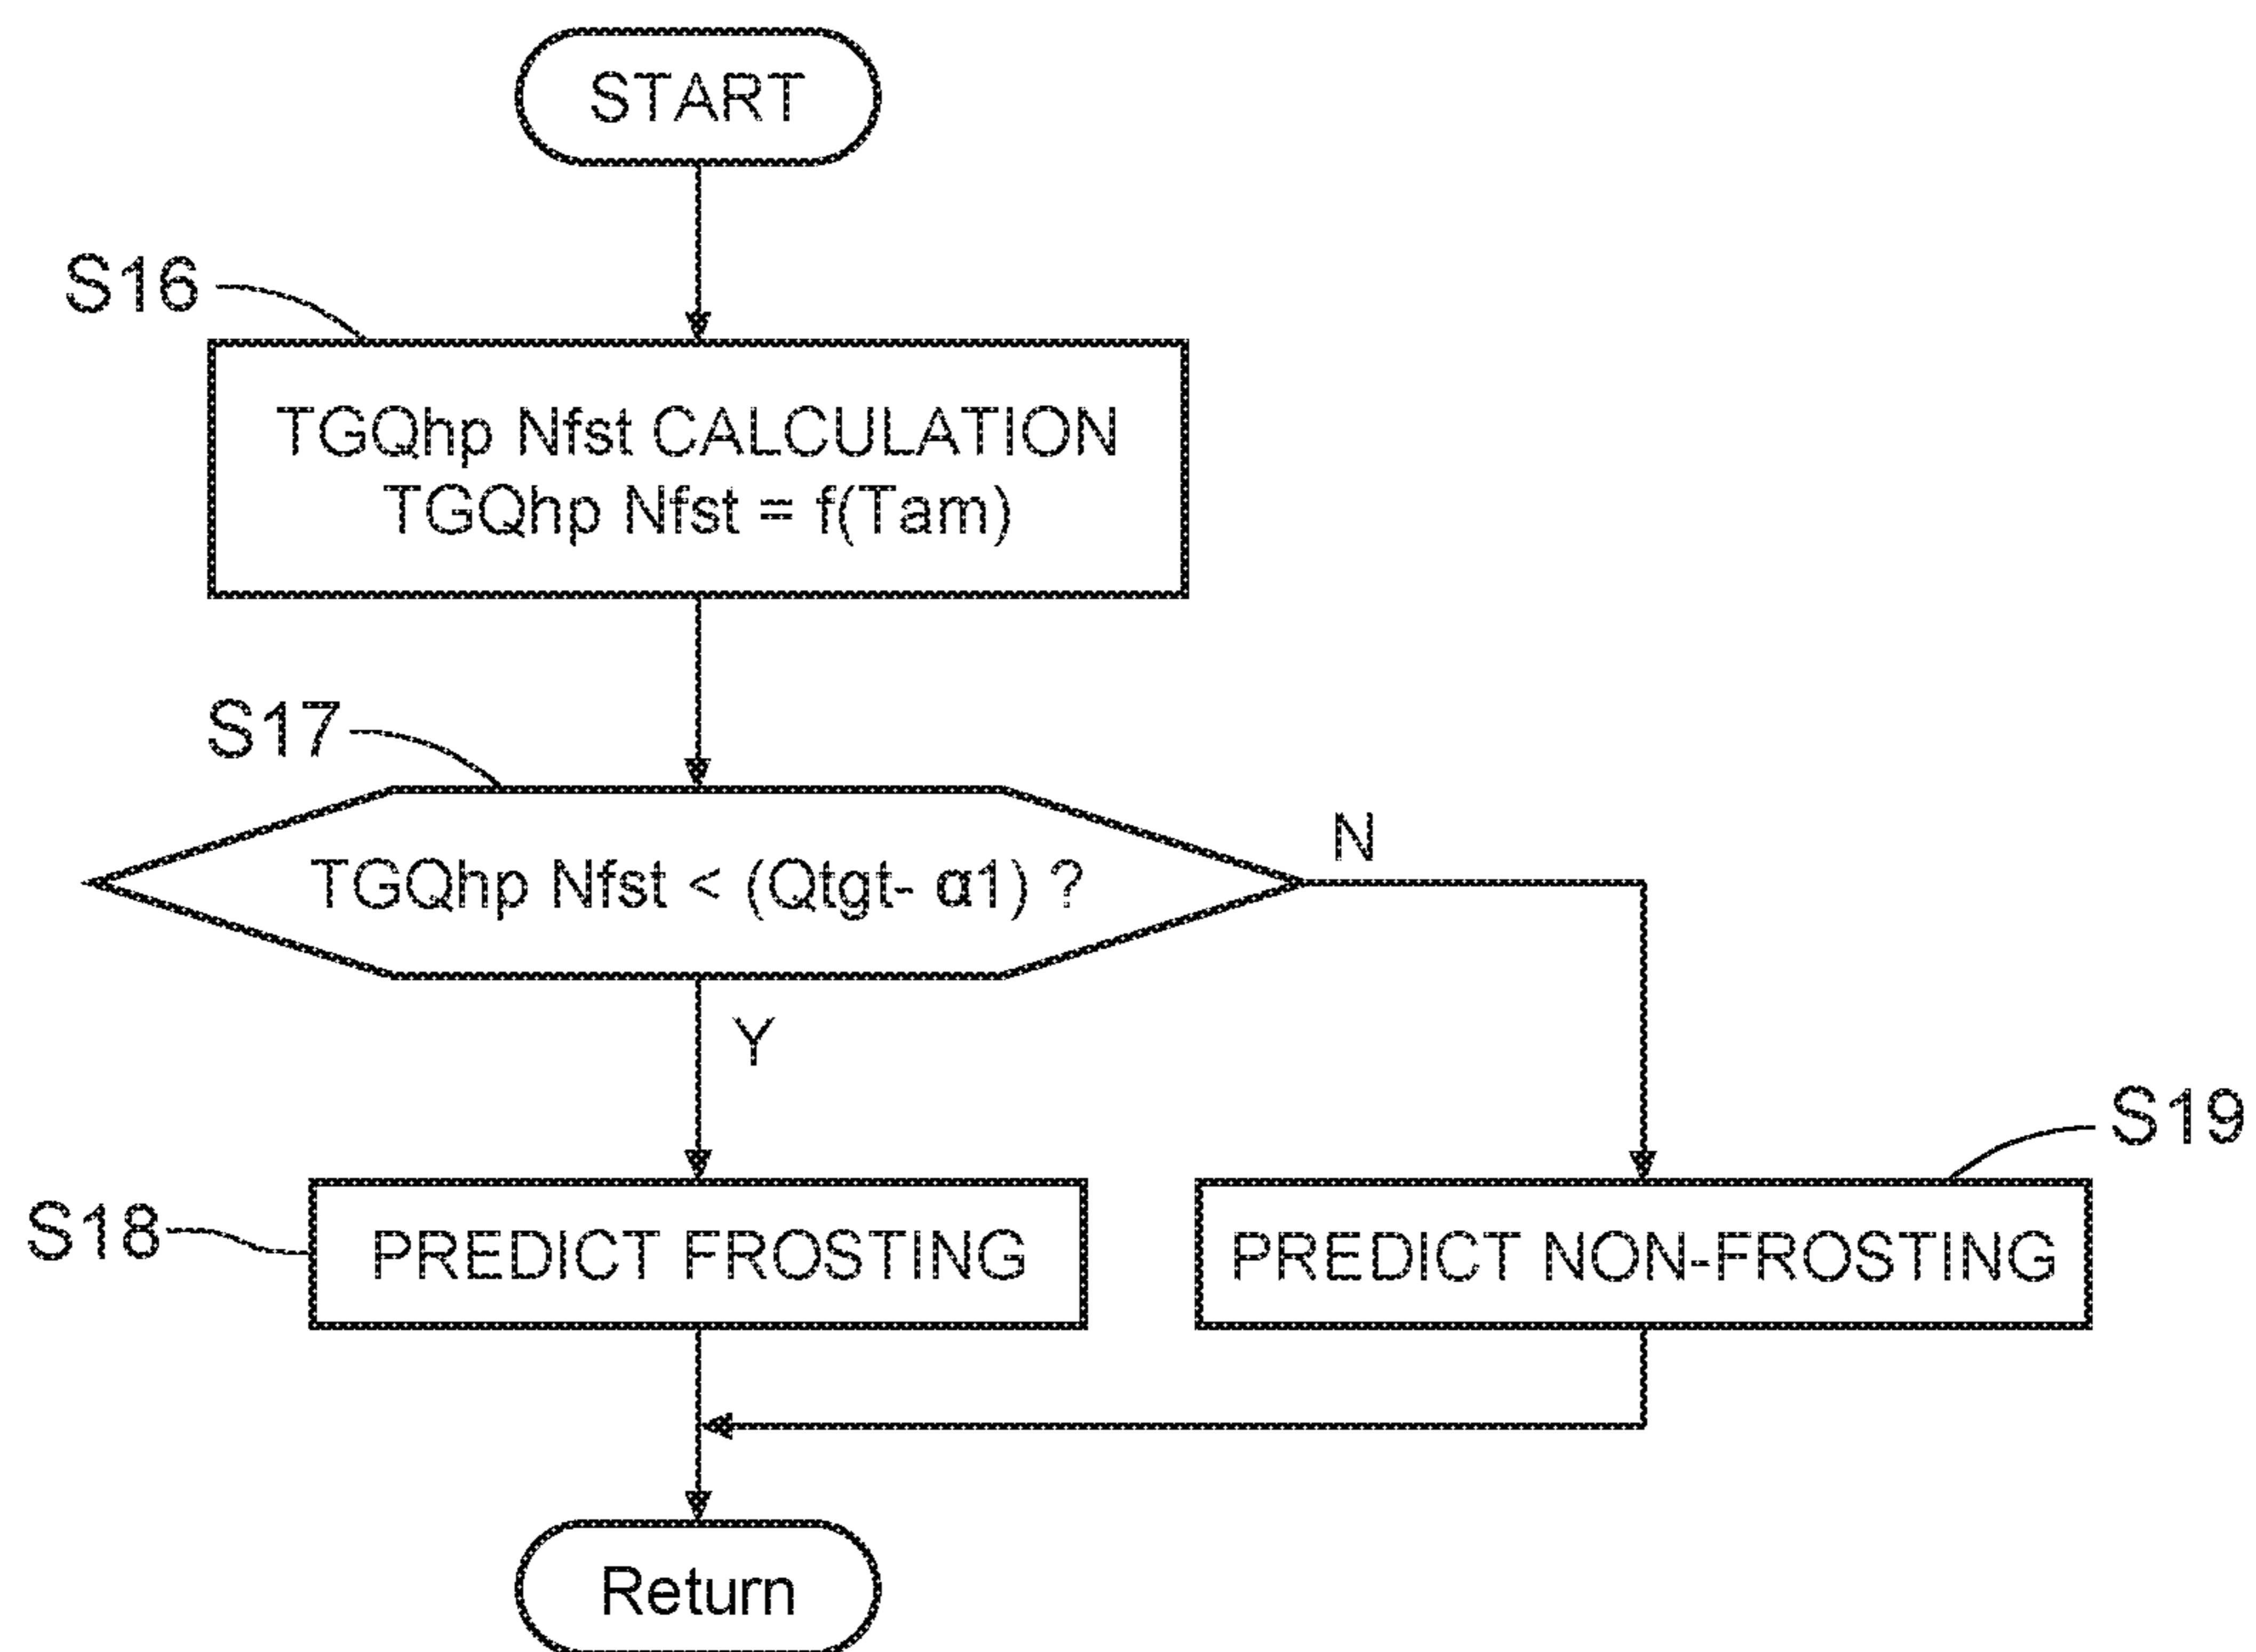 START
S16
TGQhp Nfst CALCULATION
TGQhp Nfst = f(Tam)
S17
TGQhp Nfst < (Qtgt- α1) ?
N
Y
S19
S18
PREDICT FROSTING
PREDICT NON-FROSTING
Return